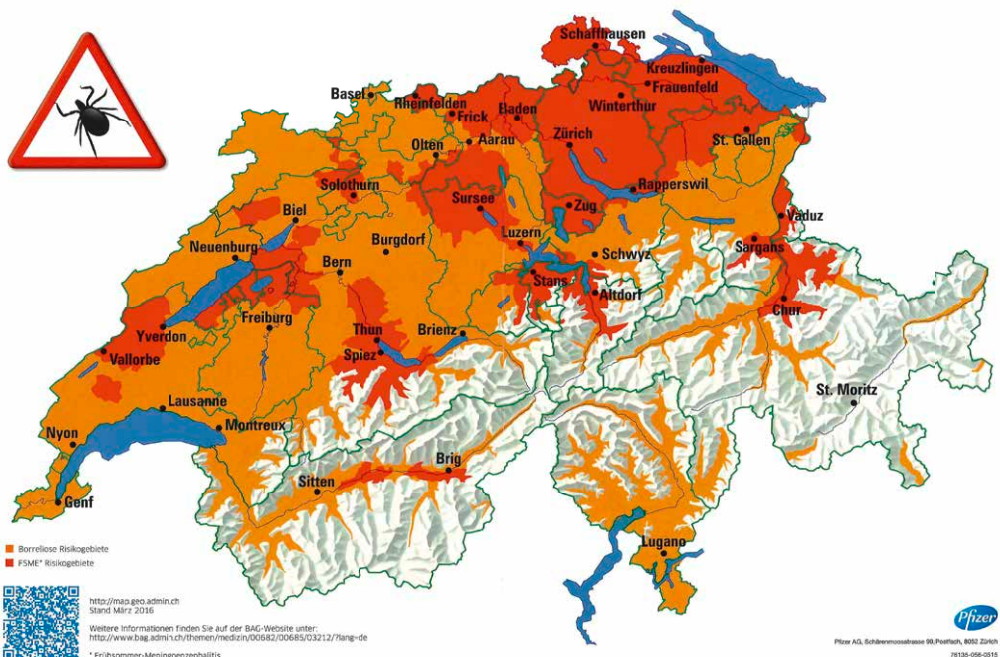 Schaffhausen
Kreuzlingen
Frauenfeld
Basel
Rheinfelden
Baden
Winterthur
Frick
Zürich
St. Gallen
Olten
Aarau
Solothurn
Rapperswil
Sursee
Zug
Vaduz
Biel
Luzern
Neuenburg
Burgdorf
Schwyz
Sargans
Bern
Stans
Altdorf
Chur
Freiburg
Yverdon
Thun
Brienz
Vallorbe
Spiez
St. Moritz
Lausanne
Montreux
Nyon
Brig
Sitten
Genf
Lugano
Borreliose Risikogebiete
FSME* Risikogebiete
http://map.geo.admin.ch
Stand März 2016
Weitere Informationen finden Sie auf der BAG-Website unter:
http://www.bag.admin.ch/themen/medizin/00682/00685/03212/?lang=de
* Frühsommer-Meningoenzephalitis
Pfizer
Pfizer AG, Schärenmoosstrasse 99, Postfach, 8052 Zürich